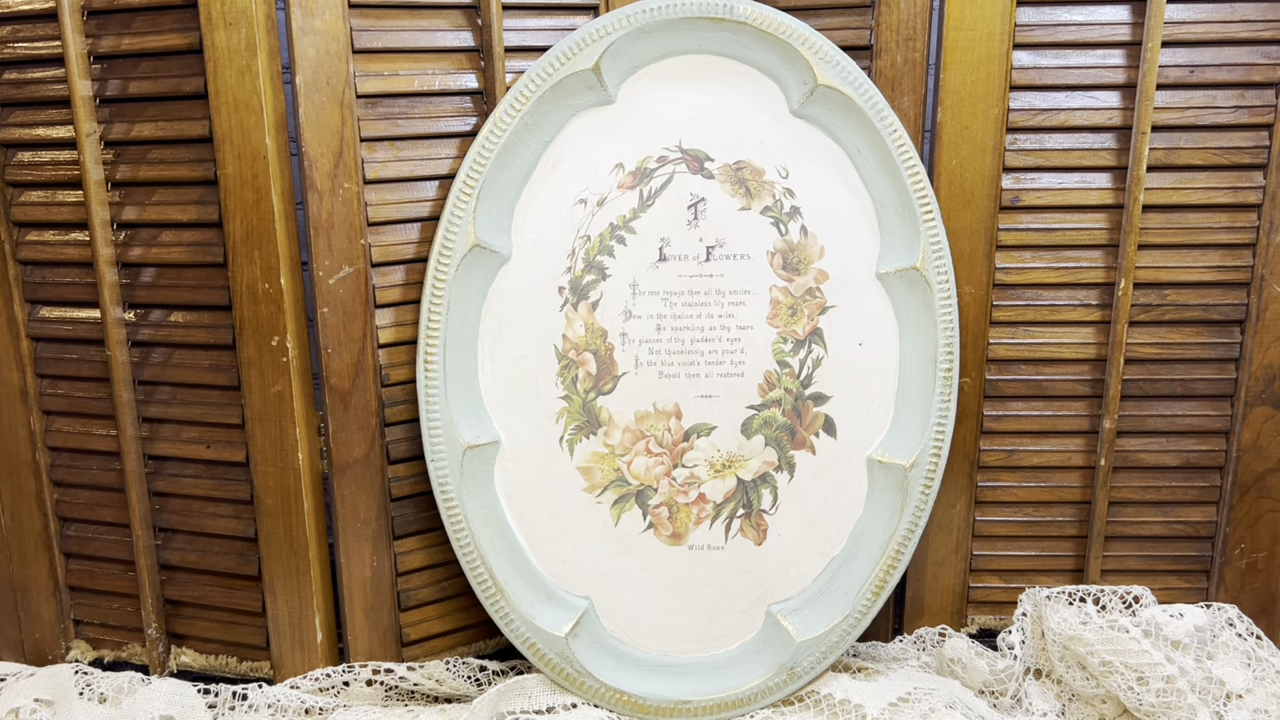 To
a
Lover of Flowers.
The rose repays thee all thy smiles _
The stainless lily rears,
Dew in the chalice of its wiles,
As sparkling as thy tears
The glances of thy gladden'd eyes
Not thanklessly are pour'd,
In the blue violet's tender dyes
Behold them all restored.
Wild Rose.